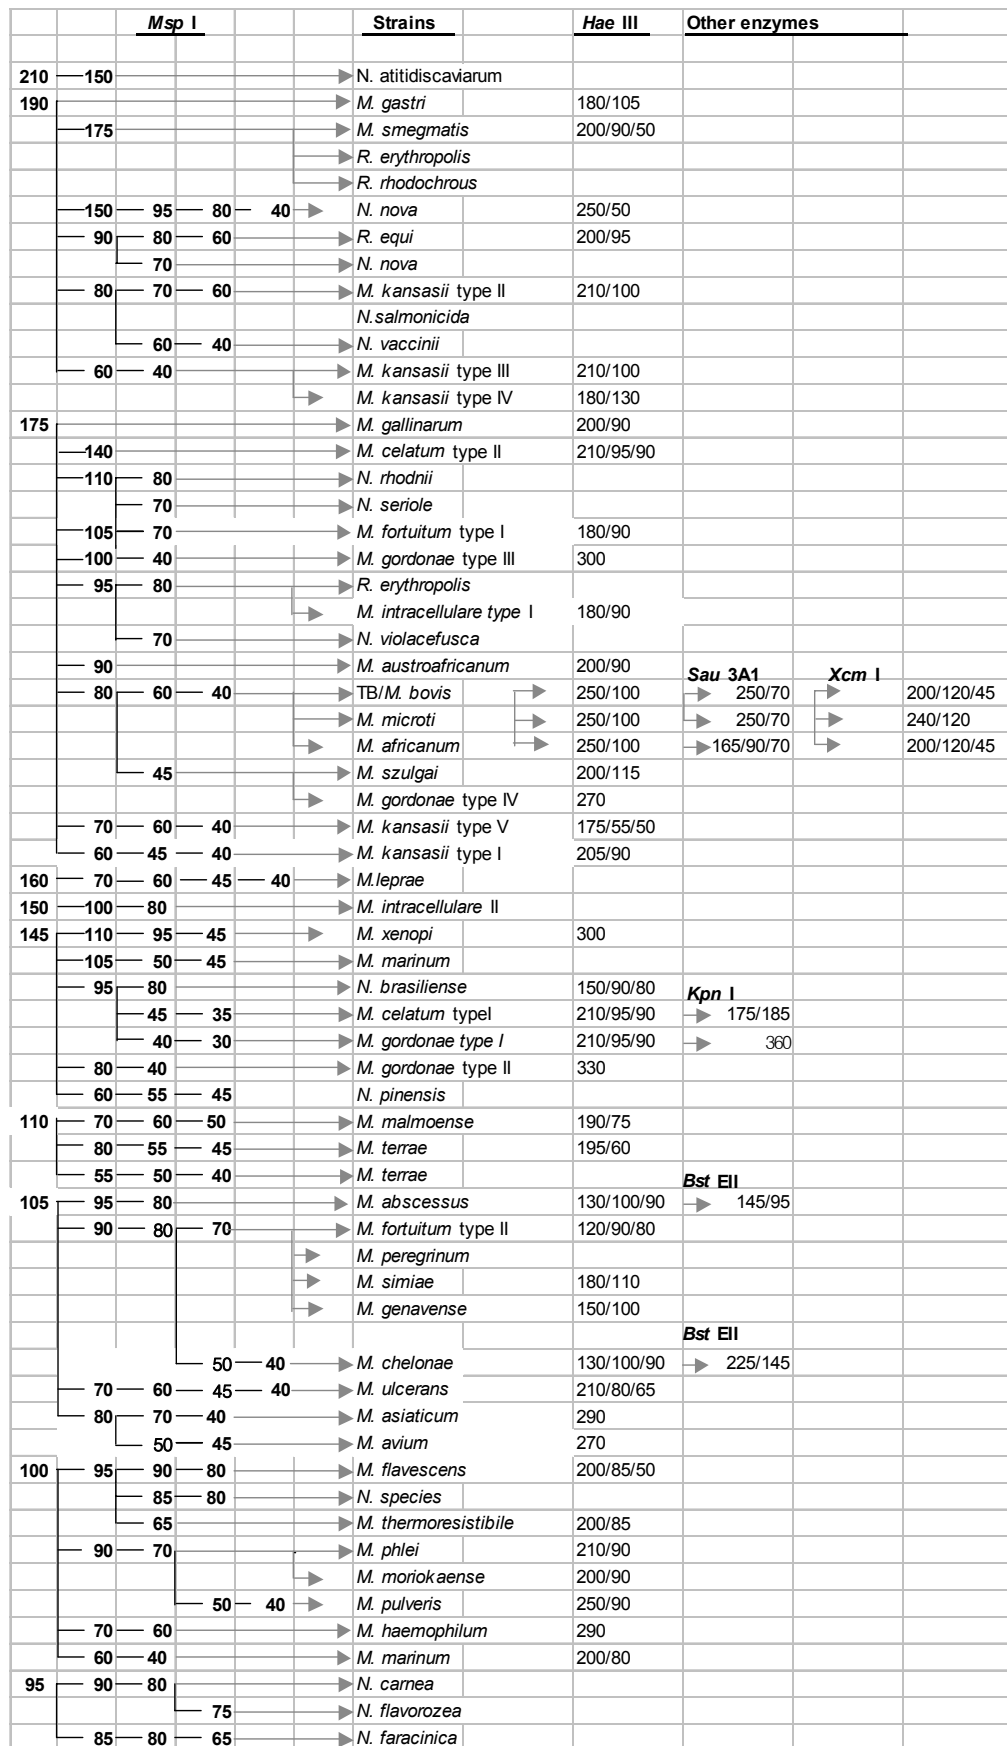 Msp I Strains Hae III Other enzymes
210 150 N. atitidiscaviarum
190 M. gastri 180/105
175 M. smegmatis 200/90/50
R. erythropolis
R. rhodochrous
150 95 80 40 N. nova 250/50
90 80 60 R. equi 200/95
70 N. nova
80 70 60 M. kansasii type II 210/100
N.salmonicida
60 40 N. vaccinii
60 40 M. kansasii type III 210/100
M. kansasii type IV 180/130
175 M. gallinarum 200/90
140 M. celatum type II 210/95/90
110 80 N. rhodnii
70 N. seriole
105 70 M. fortuitum type I 180/90
100 40 M. gordonae type III 300
95 80 R. erythropolis
M. intracellulare type I 180/90
70 N. violacefusca
90 M. austroafricanum 200/90
Sau 3A1 Xcm I
80 60 40 TB/M. bovis 250/100 250/70 200/120/45
M. microti 250/100 250/70 240/120
M. africanum 250/100 165/90/70 200/120/45
45 M. szulgai 200/115
M. gordonae type IV 270
70 60 40 M. kansasii type V 175/55/50
60 45 40 M. kansasii type I 205/90
160 70 60 45 40 M.leprae
150 100 80 M. intracellulare II
145 110 95 45 M. xenopi 300
105 50 45 M. marinum
95 80 N. brasiliense 150/90/80
Kpn I
45 35 M. celatum typeI 210/95/90 175/185
40 30 M. gordonae type I 210/95/90 360
80 40 M. gordonae type II 330
60 55 45 N. pinensis
110 70 60 50 M. malmoense 190/75
80 55 45 M. terrae 195/60
55 50 40 M. terrae
Bst EII
105 95 80 M. abscessus 130/100/90 145/95
90 80 70 M. fortuitum type II 120/90/80
M. peregrinum
M. simiae 180/110
M. genavense 150/100
Bst EII
50 40 M. chelonae 130/100/90 225/145
70 60 45 40 M. ulcerans 210/80/65
80 70 40 M. asiaticum 290
50 45 M. avium 270
100 95 90 80 M. flavescens 200/85/50
85 80 N. species
65 M. thermoresistibile 200/85
90 70 M. phlei 210/90
M. moriokaense 200/90
50 40 M. pulveris 250/90
70 60 M. haemophilum 290
60 40 M. marinum 200/80
95 90 80 N. carnea
75 N. flavorozea
85 80 65 N. faracinica